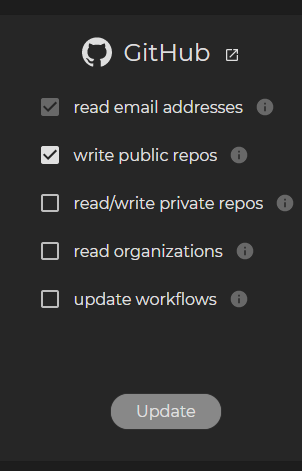 GitHub
read email addresses
write public repos
read/write private repos
read organizations
update workflows
Update